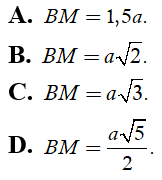 A. BM = 1,5a.
B. BM = a√2.
C. BM = a√3.
D. BM = a√5/2.